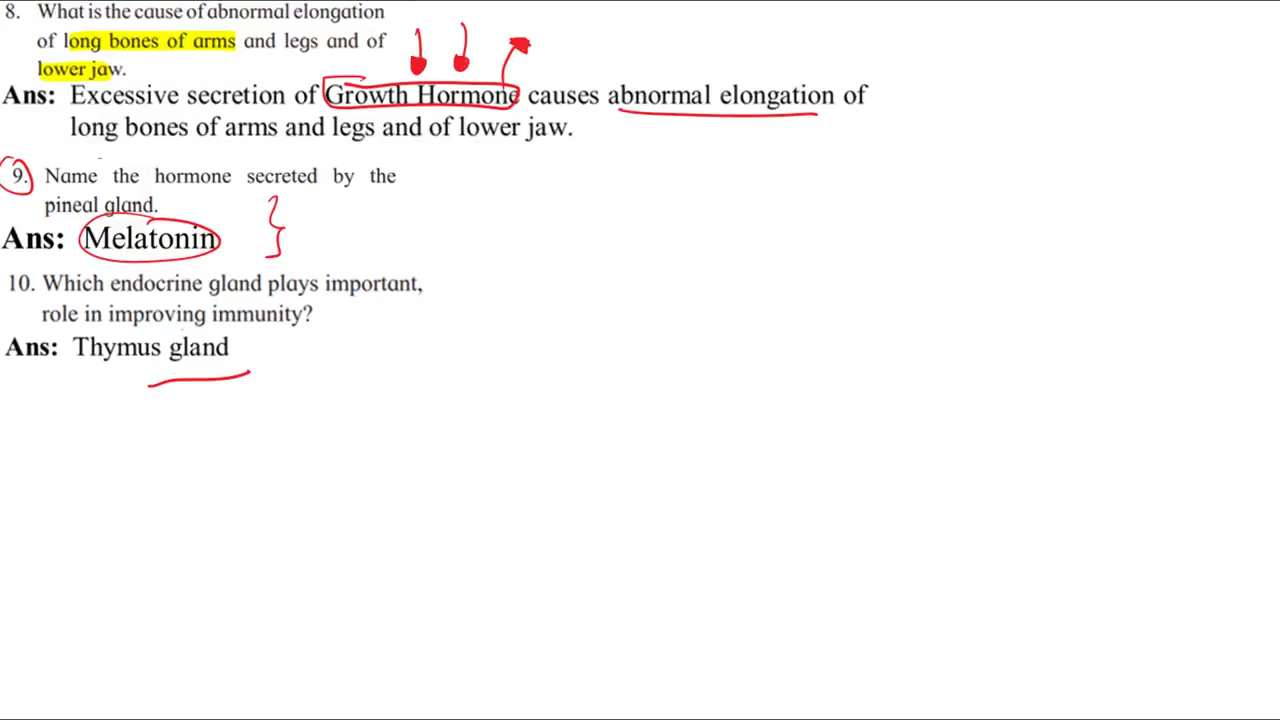 8. What is the cause of abnormal elongation
of long bones of arms and legs and of
lower jaw.
Ans: Excessive secretion of Growth Hormone causes abnormal elongation of
long bones of arms and legs and of lower jaw.
9. Name the hormone secreted by the
pineal gland.
Ans: Melatonin
10. Which endocrine gland plays important,
role in improving immunity?
Ans: Thymus gland